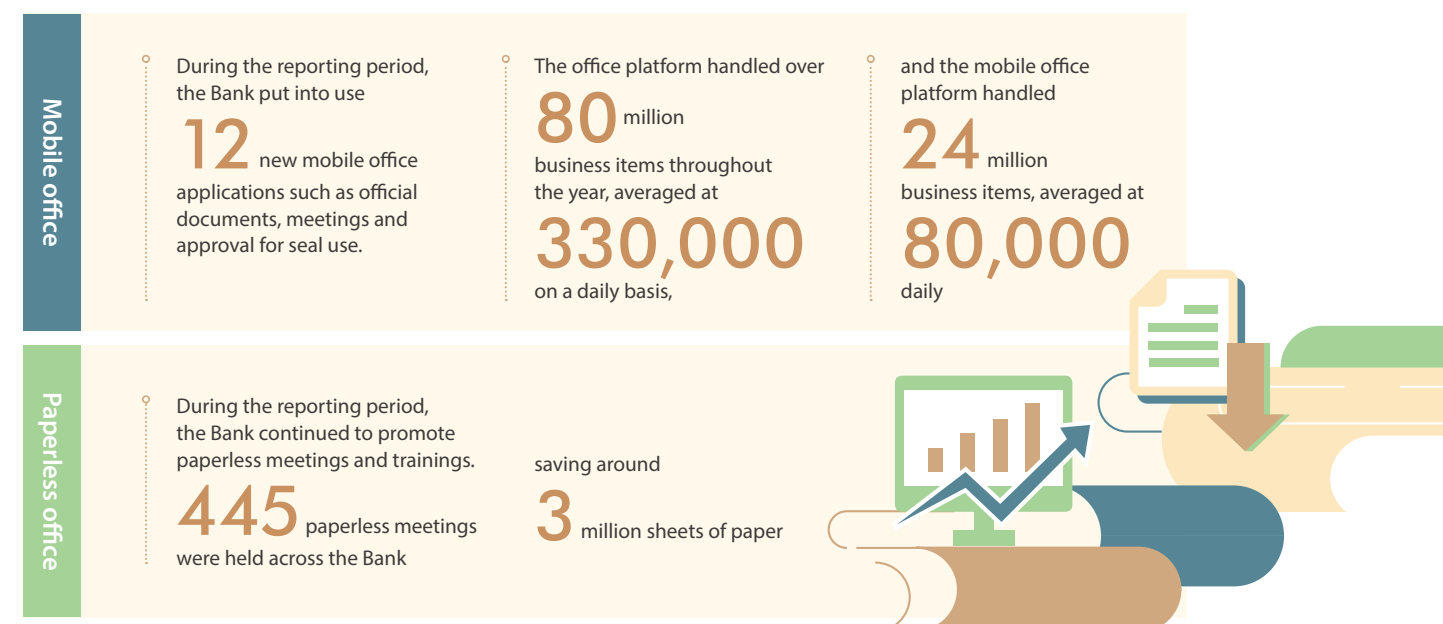 Mobile office
During the reporting period,
the Bank put into use
12 new mobile office
applications such as official
documents, meetings and
approval for seal use.
The office platform handled over
80 million
business items throughout
the year, averaged at
330,000
on a daily basis,
and the mobile office
platform handled
24 million
business items, averaged at
80,000
daily
Paperless office
During the reporting period,
the Bank continued to promote
paperless meetings and trainings.
445 paperless meetings
were held across the Bank
saving around
3 million sheets of paper